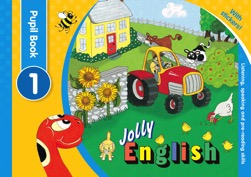 Pupil Book
1
With stickers!
Jolly
English
Listening, speaking and pre-reading skills